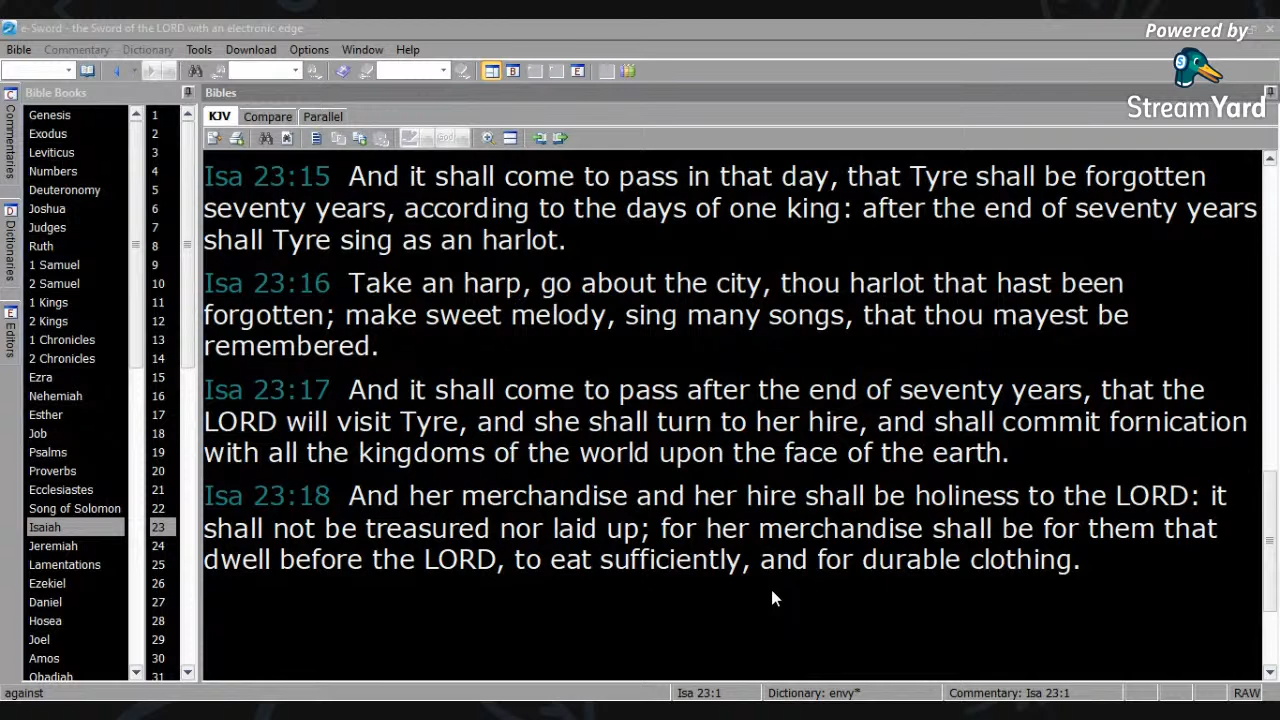 Powered by
StreamYard
e-Sword - the Sword of the LORD with an electronic edge
Bible Commentary Dictionary Tools Download Options Window Help
Bible Books
Bibles
KJV Compare Parallel
Commentaries
Dictionaries
Editors
Genesis 1
Exodus 2
Leviticus 3
Numbers 4
Deuteronomy 5
Joshua 6
Judges 7
Ruth 8
1 Samuel 9
2 Samuel 10
1 Kings 11
2 Kings 12
1 Chronicles 13
2 Chronicles 14
Ezra 15
Nehemiah 16
Esther 17
Job 18
Psalms 19
Proverbs 20
Ecclesiastes 21
Song of Solomon 22
Isaiah 23
Jeremiah 24
Lamentations 25
Ezekiel 26
Daniel 27
Hosea 28
Joel 29
Amos 30
Obadiah 31
Isa 23:15 And it shall come to pass in that day, that Tyre shall be forgotten
seventy years, according to the days of one king: after the end of seventy years
shall Tyre sing as an harlot.
Isa 23:16 Take an harp, go about the city, thou harlot that hast been
forgotten; make sweet melody, sing many songs, that thou mayest be
remembered.
Isa 23:17 And it shall come to pass after the end of seventy years, that the
LORD will visit Tyre, and she shall turn to her hire, and shall commit fornication
with all the kingdoms of the world upon the face of the earth.
Isa 23:18 And her merchandise and her hire shall be holiness to the LORD: it
shall not be treasured nor laid up; for her merchandise shall be for them that
dwell before the LORD, to eat sufficiently, and for durable clothing.
against Isa 23:1 Dictionary: envy* Commentary: Isa 23:1 RAW